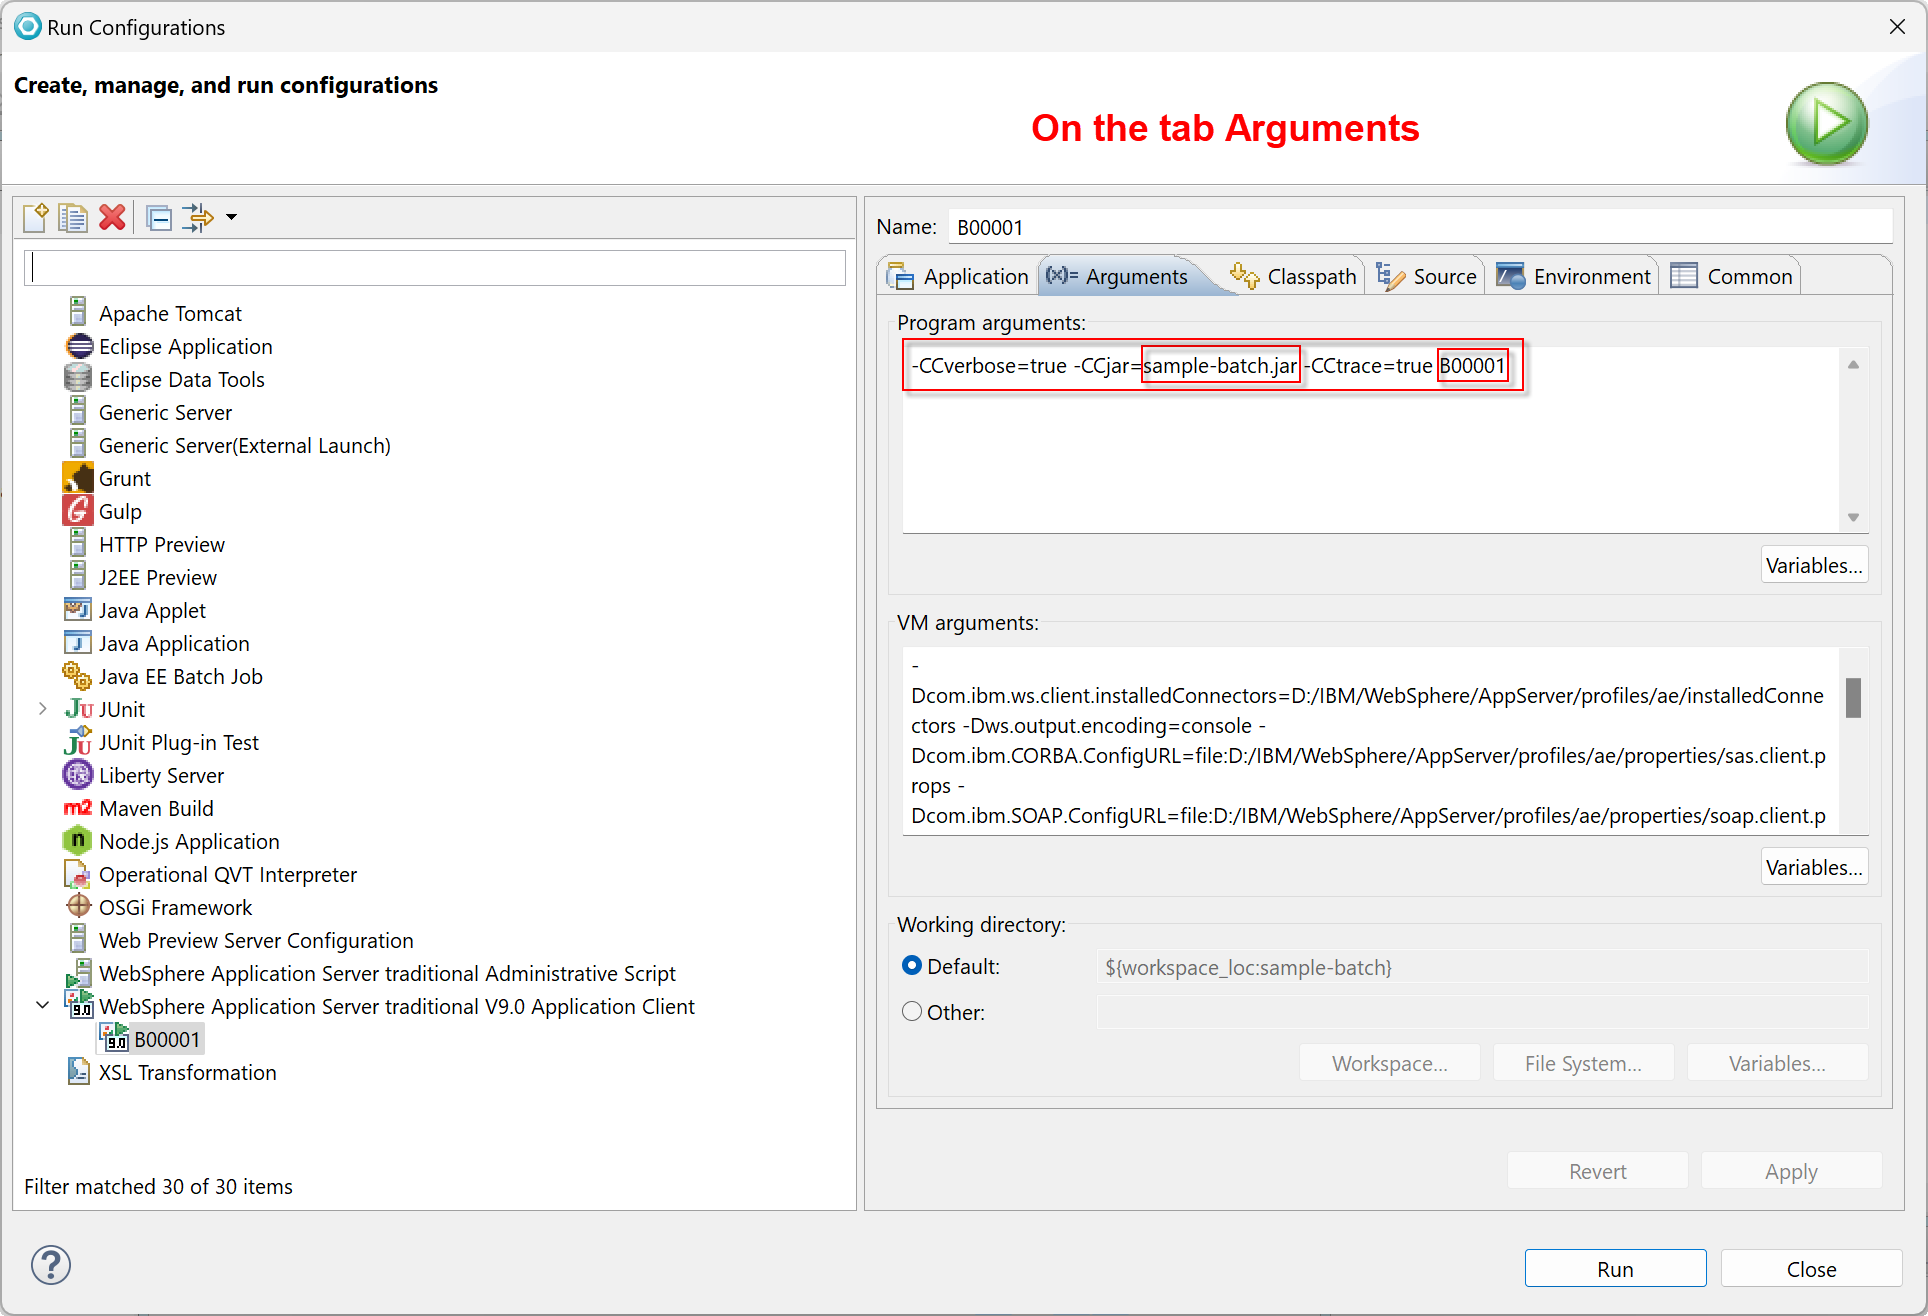 Run Configurations
Create, manage, and run configurations
On the tab Arguments
Apache Tomcat
Eclipse Application
Eclipse Data Tools
Generic Server
Generic Server(External Launch)
Grunt
Gulp
HTTP Preview
J2EE Preview
Java Applet
Java Application
Java EE Batch Job
JUnit
JUnit Plug-in Test
Liberty Server
Maven Build
Node.js Application
Operational QVT Interpreter
OSGi Framework
Web Preview Server Configuration
WebSphere Application Server traditional Administrative Script
WebSphere Application Server traditional V9.0 Application Client
B00001
XSL Transformation
Filter matched 30 of 30 items
Name: B00001
Application (x)= Arguments Classpath Source Environment Common
Program arguments:
-CCverbose=true -CCjar=sample-batch.jar -CCtrace=true B00001
Variables...
VM arguments:
-
Dcom.ibm.ws.client.installedConnectors=D:/IBM/WebSphere/AppServer/profiles/ae/installedConne
ctors -Dws.output.encoding=console -
Dcom.ibm.CORBA.ConfigURL=file:D:/IBM/WebSphere/AppServer/profiles/ae/properties/sas.client.p
rops -
Dcom.ibm.SOAP.ConfigURL=file:D:/IBM/WebSphere/AppServer/profiles/ae/properties/soap.client.p
Variables...
Working directory:
Default: ${workspace_loc:sample-batch}
Other:
Workspace... File System... Variables...
Revert Apply
Run Close